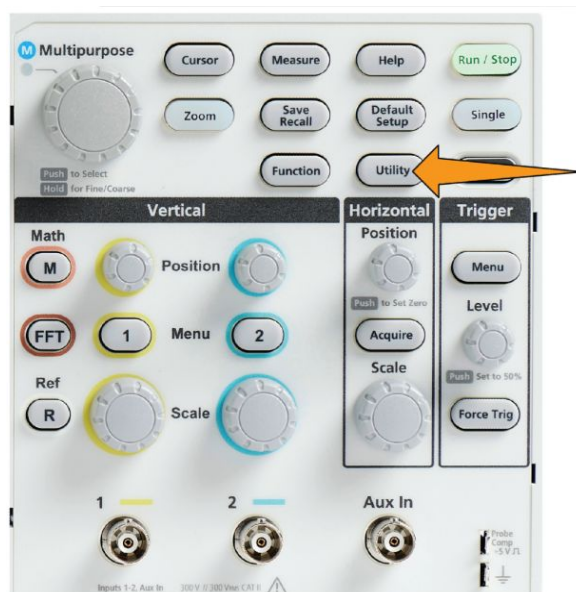 M Multipurpose
Cursor
Measure
Help
Run / Stop
Zoom
Save
Recall
Default
Setup
Single
Push to Select
Hold for Fine/Coarse
Function
Utility
Vertical
Horizontal
Trigger
Math
M
Position
Position
Push to Set Zero
Menu
FFT
1
Menu
2
Acquire
Level
Push Set to 50%
Ref
R
Scale
Scale
Force Trig
1
2
Aux In
Probe
Comp
~5 V
Inputs 1-2, Aux In
300 V
CAT II